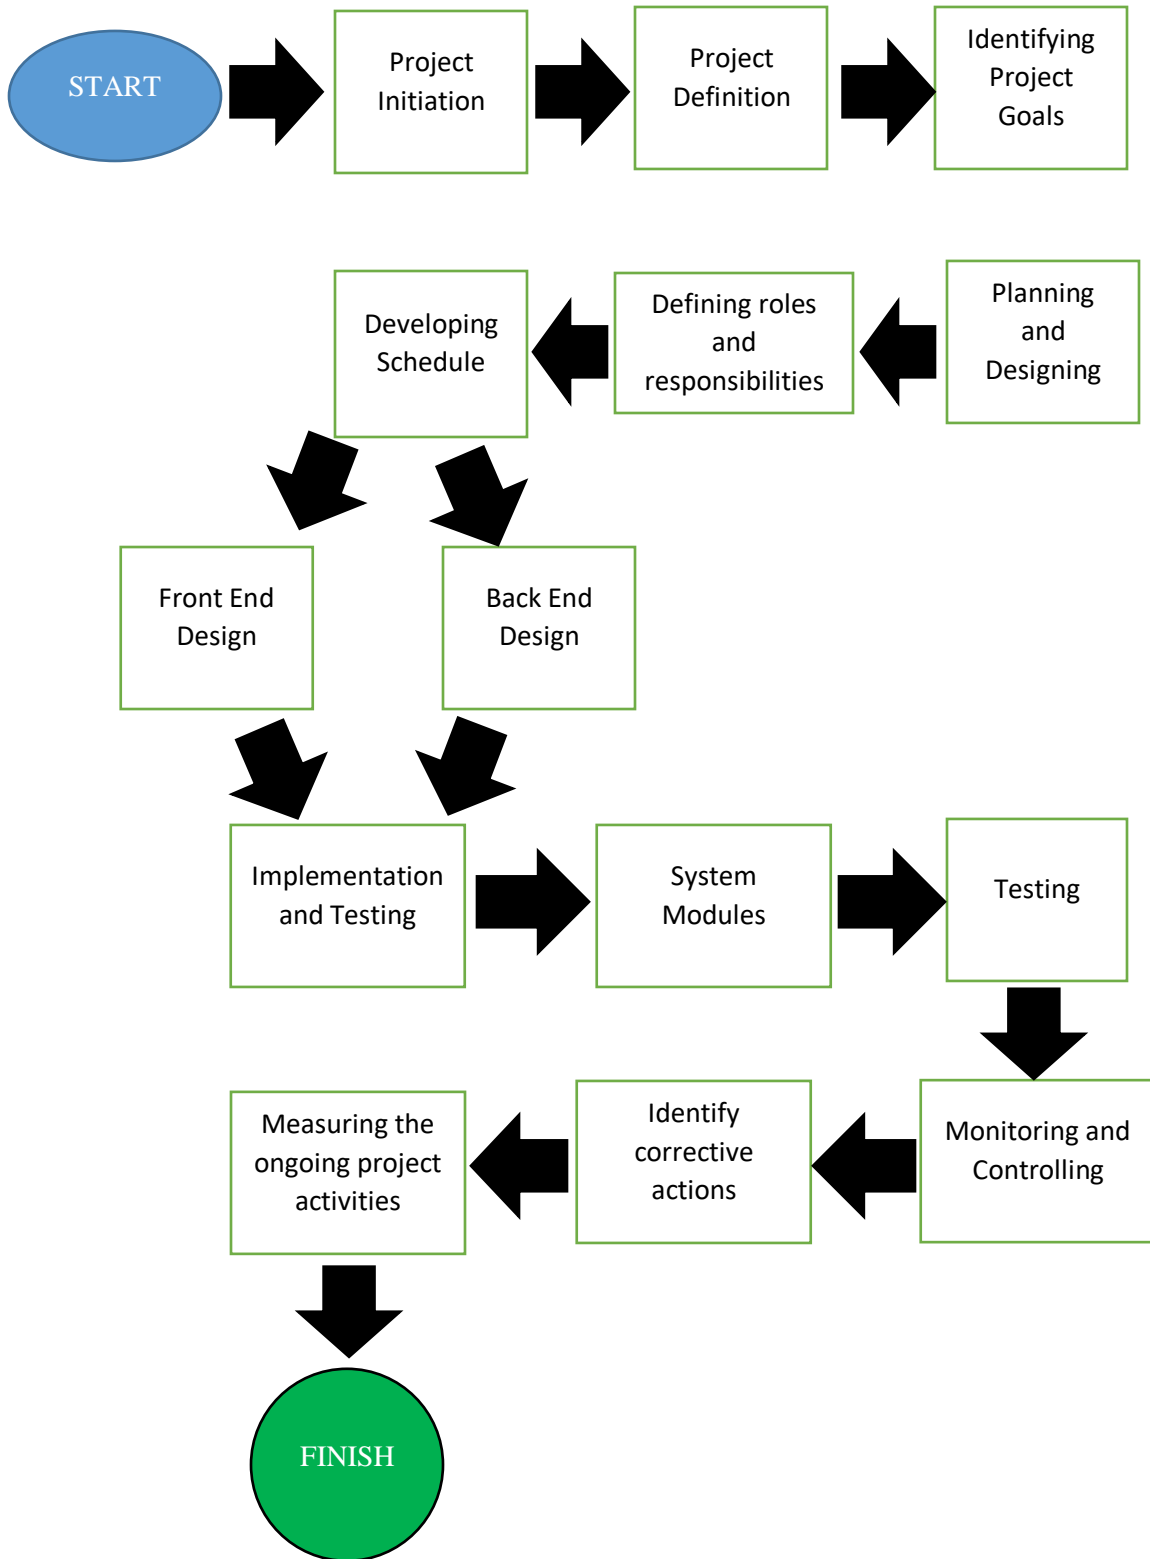 START
Project
Initiation
Project
Definition
Identifying
Project
Goals
Planning
and
Designing
Defining roles
and
responsibilities
Developing
Schedule
Front End
Design
Back End
Design
Implementation
and Testing
System
Modules
Testing
Monitoring and
Controlling
Identify
corrective
actions
Measuring the
ongoing project
activities
FINISH